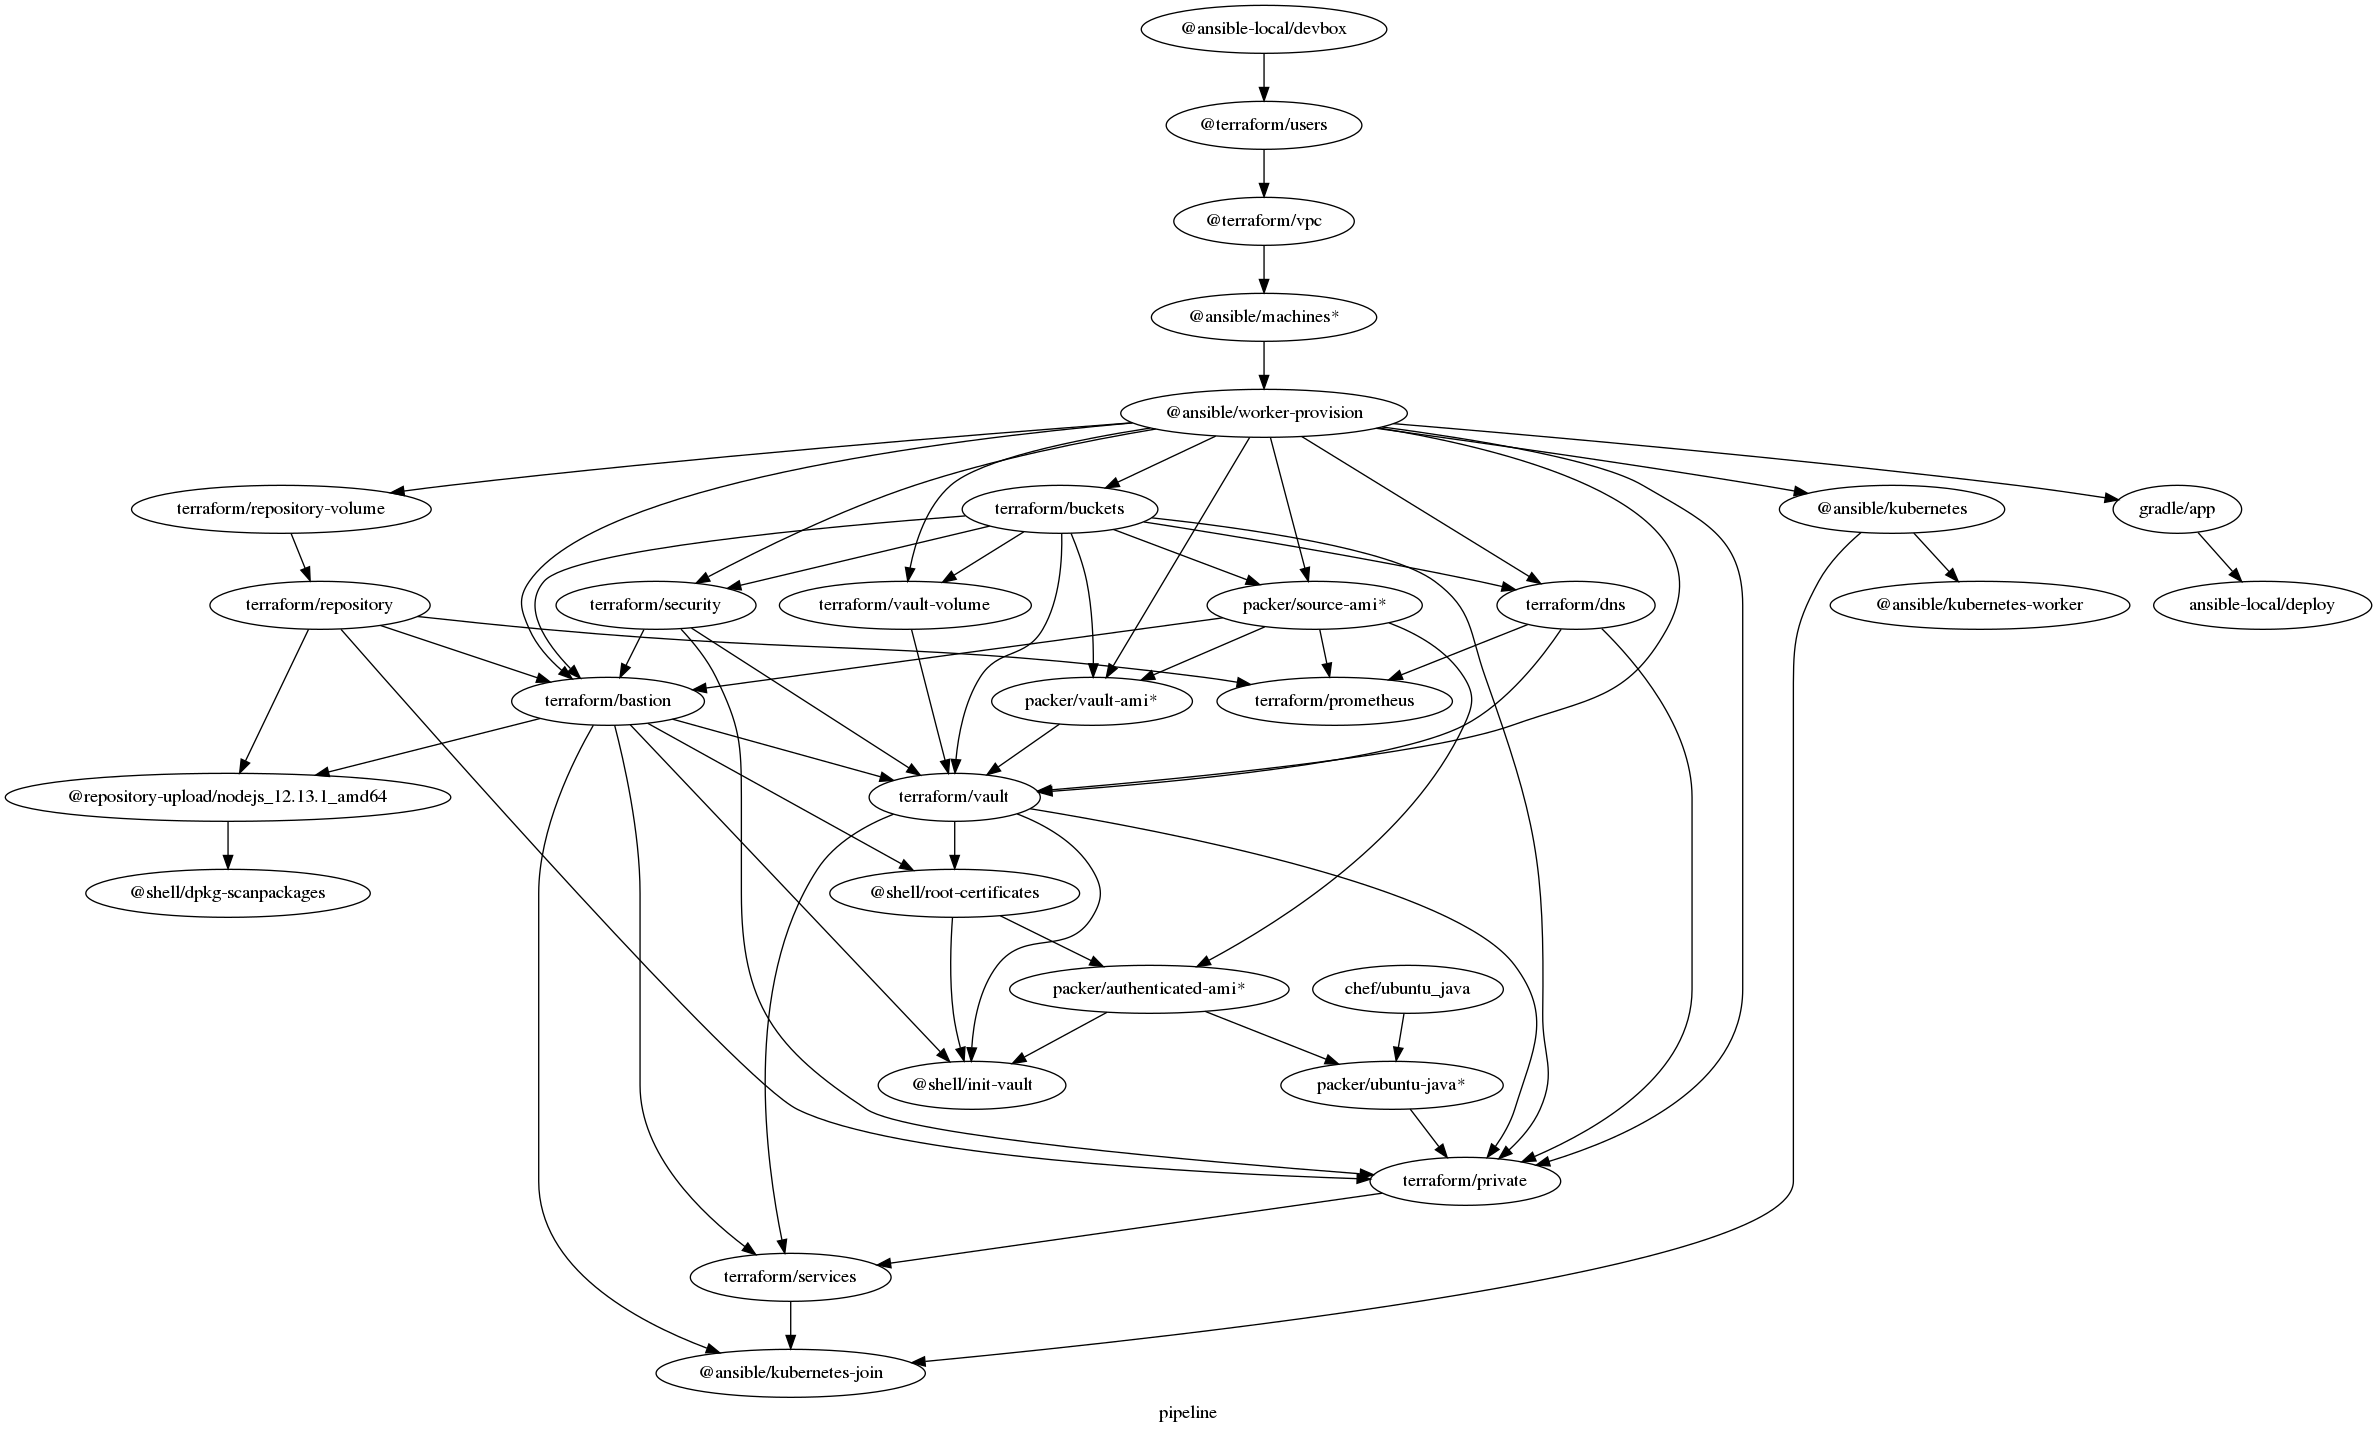 @ansible-local/devbox
@terraform/users
@terraform/vpc
@ansible/machines*
@ansible/worker-provision
terraform/repository-volume
terraform/buckets
@ansible/kubernetes
gradle/app
terraform/repository
terraform/security
terraform/vault-volume
packer/source-ami*
terraform/dns
@ansible/kubernetes-worker
ansible-local/deploy
terraform/bastion
packer/vault-ami*
terraform/prometheus
@repository-upload/nodejs_12.13.1_amd64
terraform/vault
@shell/dpkg-scanpackages
@shell/root-certificates
packer/authenticated-ami*
chef/ubuntu_java
@shell/init-vault
packer/ubuntu-java*
terraform/private
terraform/services
@ansible/kubernetes-join
pipeline